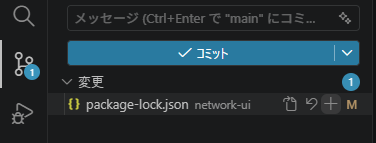 メッセージ (Ctrl+Enter で "main" にコミ...
コミット
1
変更 1
package-lock.json network-ui M